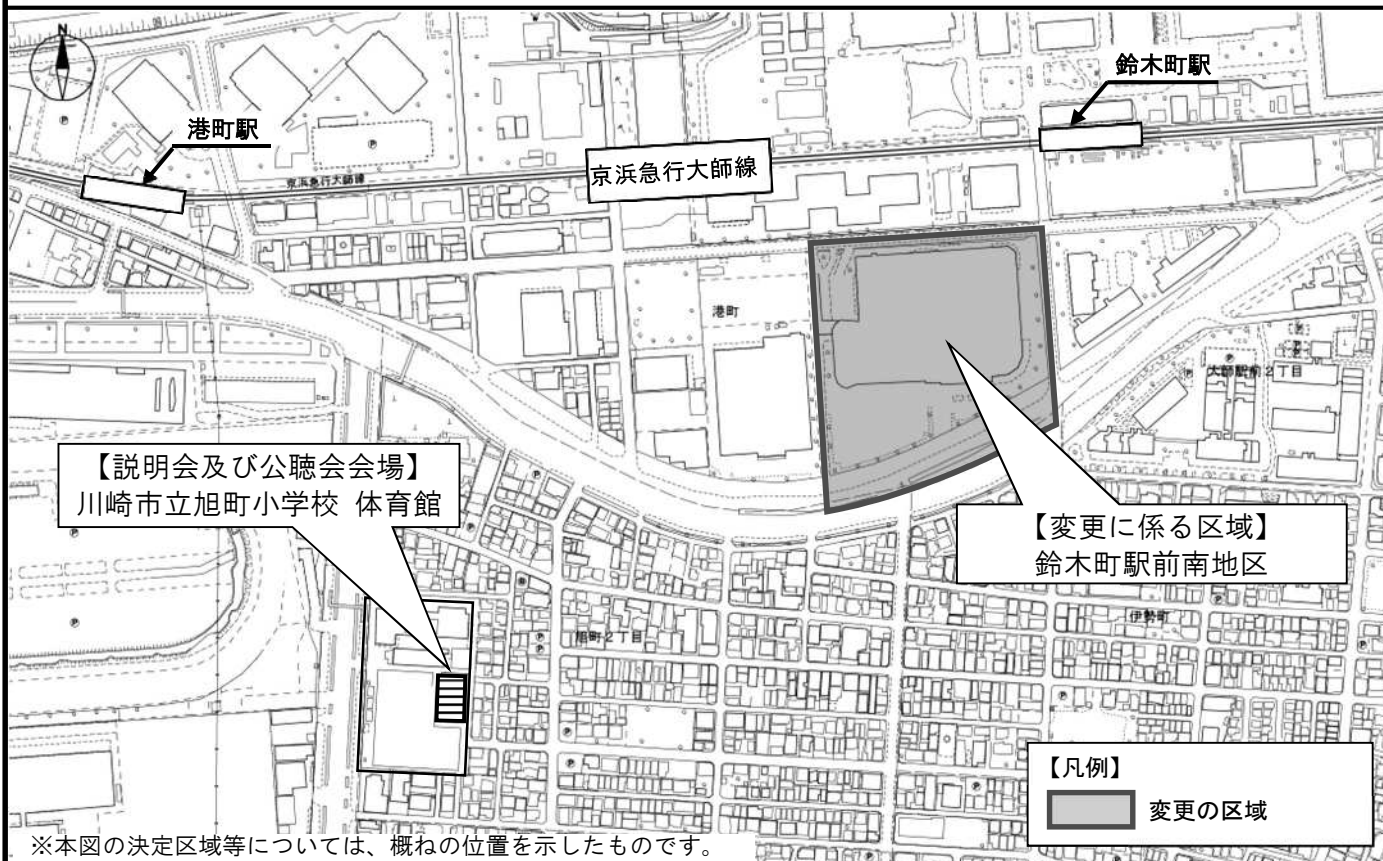 N
鈴木町駅
港町駅
京浜急行大師線
京浜急行大師線
港町
大師駅前2丁目
【説明会及び公聴会会場】
川崎市立旭町小学校 体育館
【変更に係る区域】
鈴木町駅前南地区
伊勢町
旭町2丁目
【凡例】
変更の区域
※本図の決定区域等については、概ねの位置を示したものです。